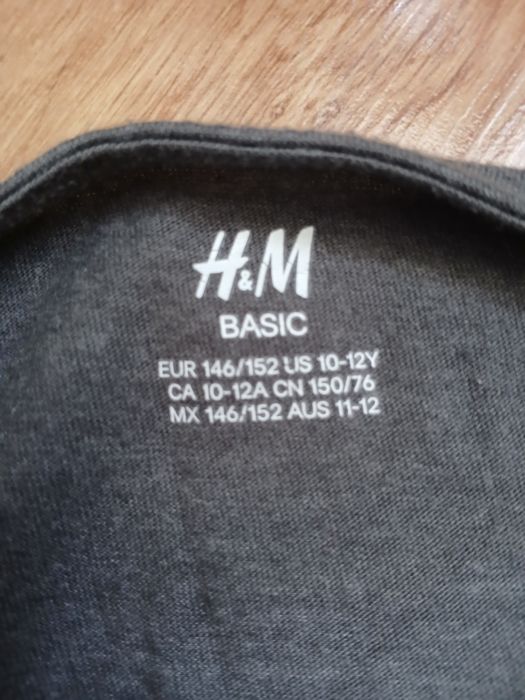 H&M
BASIC
EUR 146/152 US 10-12Y
CA 10-12A CN 150/76
MX 146/152 AUS 11-12